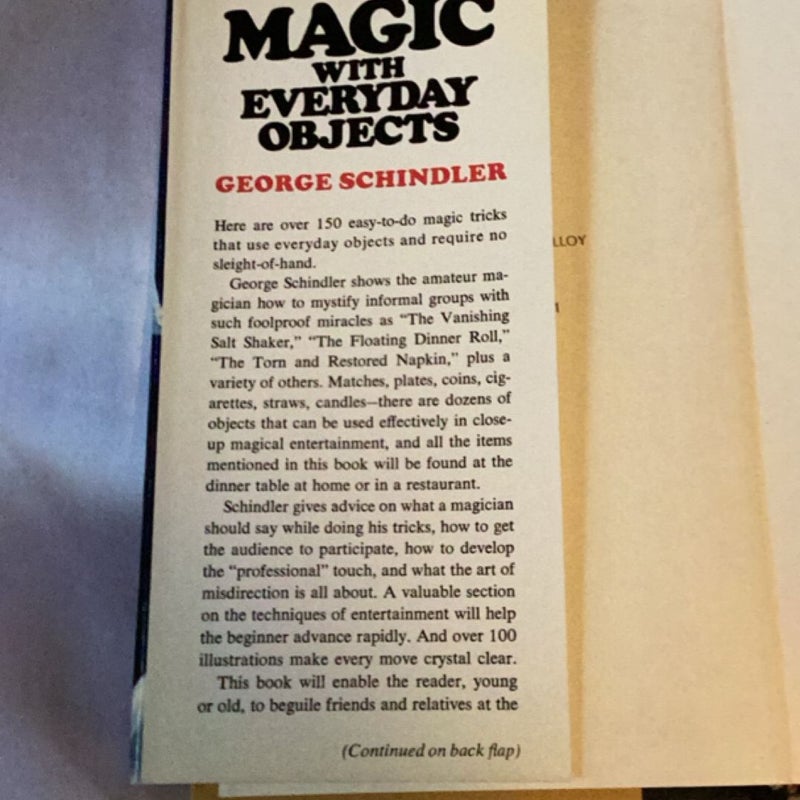 MAGIC
WITH
EVERYDAY
OBJECTS
GEORGE SCHINDLER
Here are over 150 easy-to-do magic tricks
that use everyday objects and require no
sleight-of-hand.
George Schindler shows the amateur ma-
gician how to mystify informal groups with
such foolproof miracles as “The Vanishing
Salt Shaker,” “The Floating Dinner Roll,”
“The Torn and Restored Napkin,” plus a
variety of others. Matches, plates, coins, cig-
arettes, straws, candles—there are dozens of
objects that can be used effectively in close-
up magical entertainment, and all the items
mentioned in this book will be found at the
dinner table at home or in a restaurant.
Schindler gives advice on what a magician
should say while doing his tricks, how to get
the audience to participate, how to develop
the “professional” touch, and what the art of
misdirection is all about. A valuable section
on the techniques of entertainment will help
the beginner advance rapidly. And over 100
illustrations make every move crystal clear.
This book will enable the reader, young
or old, to beguile friends and relatives at the
(Continued on back flap)
LLOY